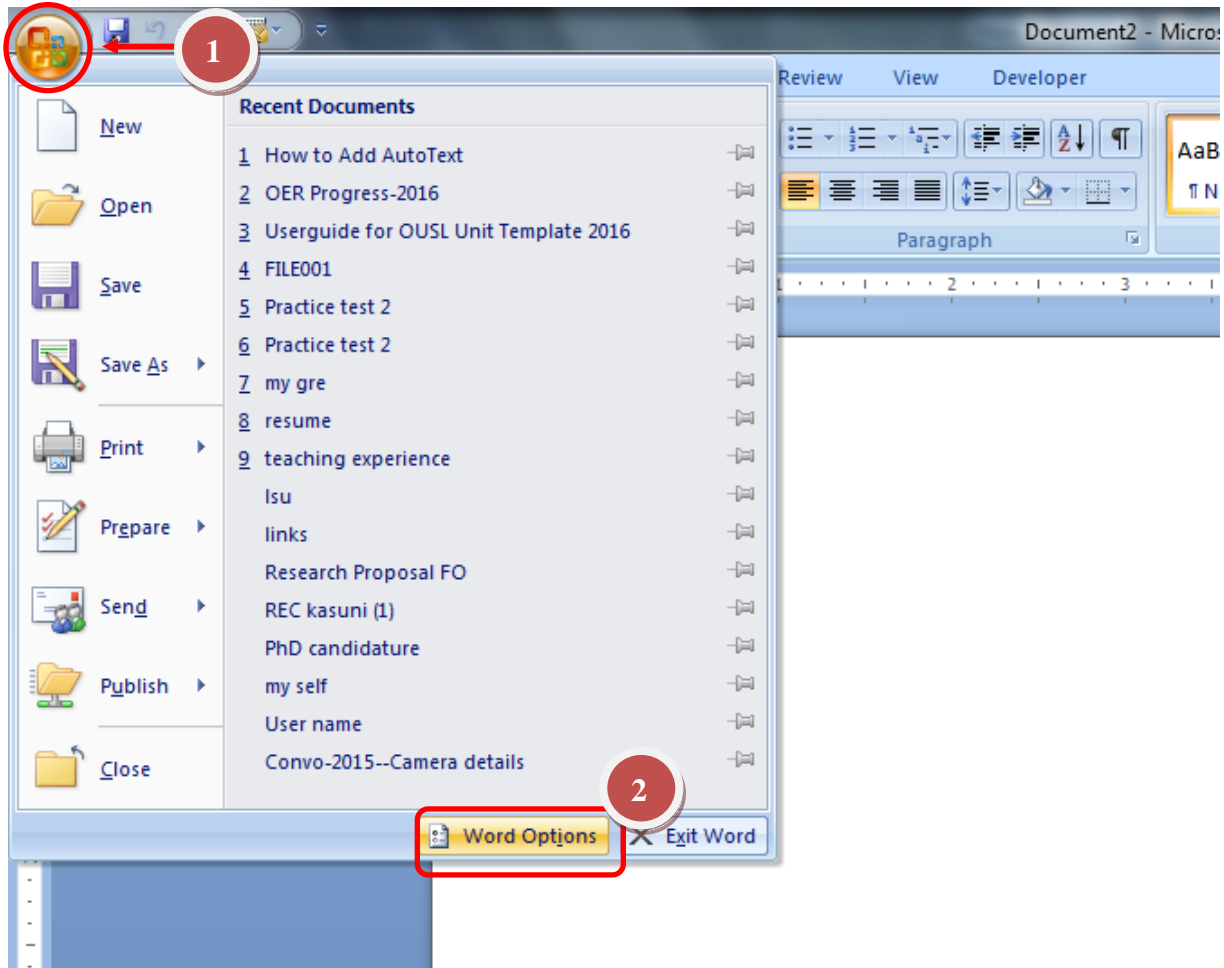 Document2 - Micros
1
Review View Developer
Recent Documents
New
1 How to Add AutoText
2 OER Progress-2016
Open
3 Userguide for OUSL Unit Template 2016
4 FILE001
Save
5 Practice test 2
6 Practice test 2
Save As
7 my gre
8 resume
Print
9 teaching experience
lsu
Prepare
links
Research Proposal FO
Send
REC kasuni (1)
PhD candidature
Publish
my self
User name
Close
Convo-2015--Camera details
2
Word Options
Exit Word
AaB
¶ N
Paragraph
1 2 3